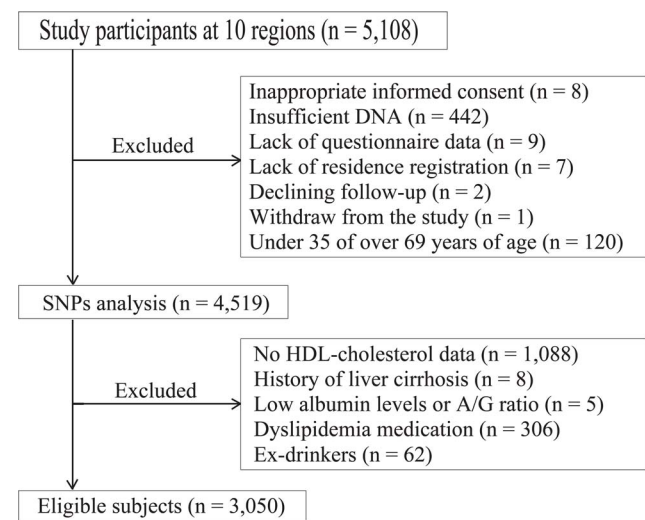 Study participants at 10 regions (n = 5,108)
Inappropriate informed consent (n = 8)
Insufficient DNA (n = 442)
Lack of questionnaire data (n = 9)
Excluded
Lack of residence registration (n = 7)
Declining follow-up (n = 2)
Withdraw from the study (n = 1)
Under 35 of over 69 years of age (n = 120)
SNPs analysis (n = 4,519)
No HDL-cholesterol data (n = 1,088)
History of liver cirrhosis (n = 8)
Excluded
Low albumin levels or A/G ratio (n = 5)
Dyslipidemia medication (n = 306)
Ex-drinkers (n = 62)
Eligible subjects (n = 3,050)